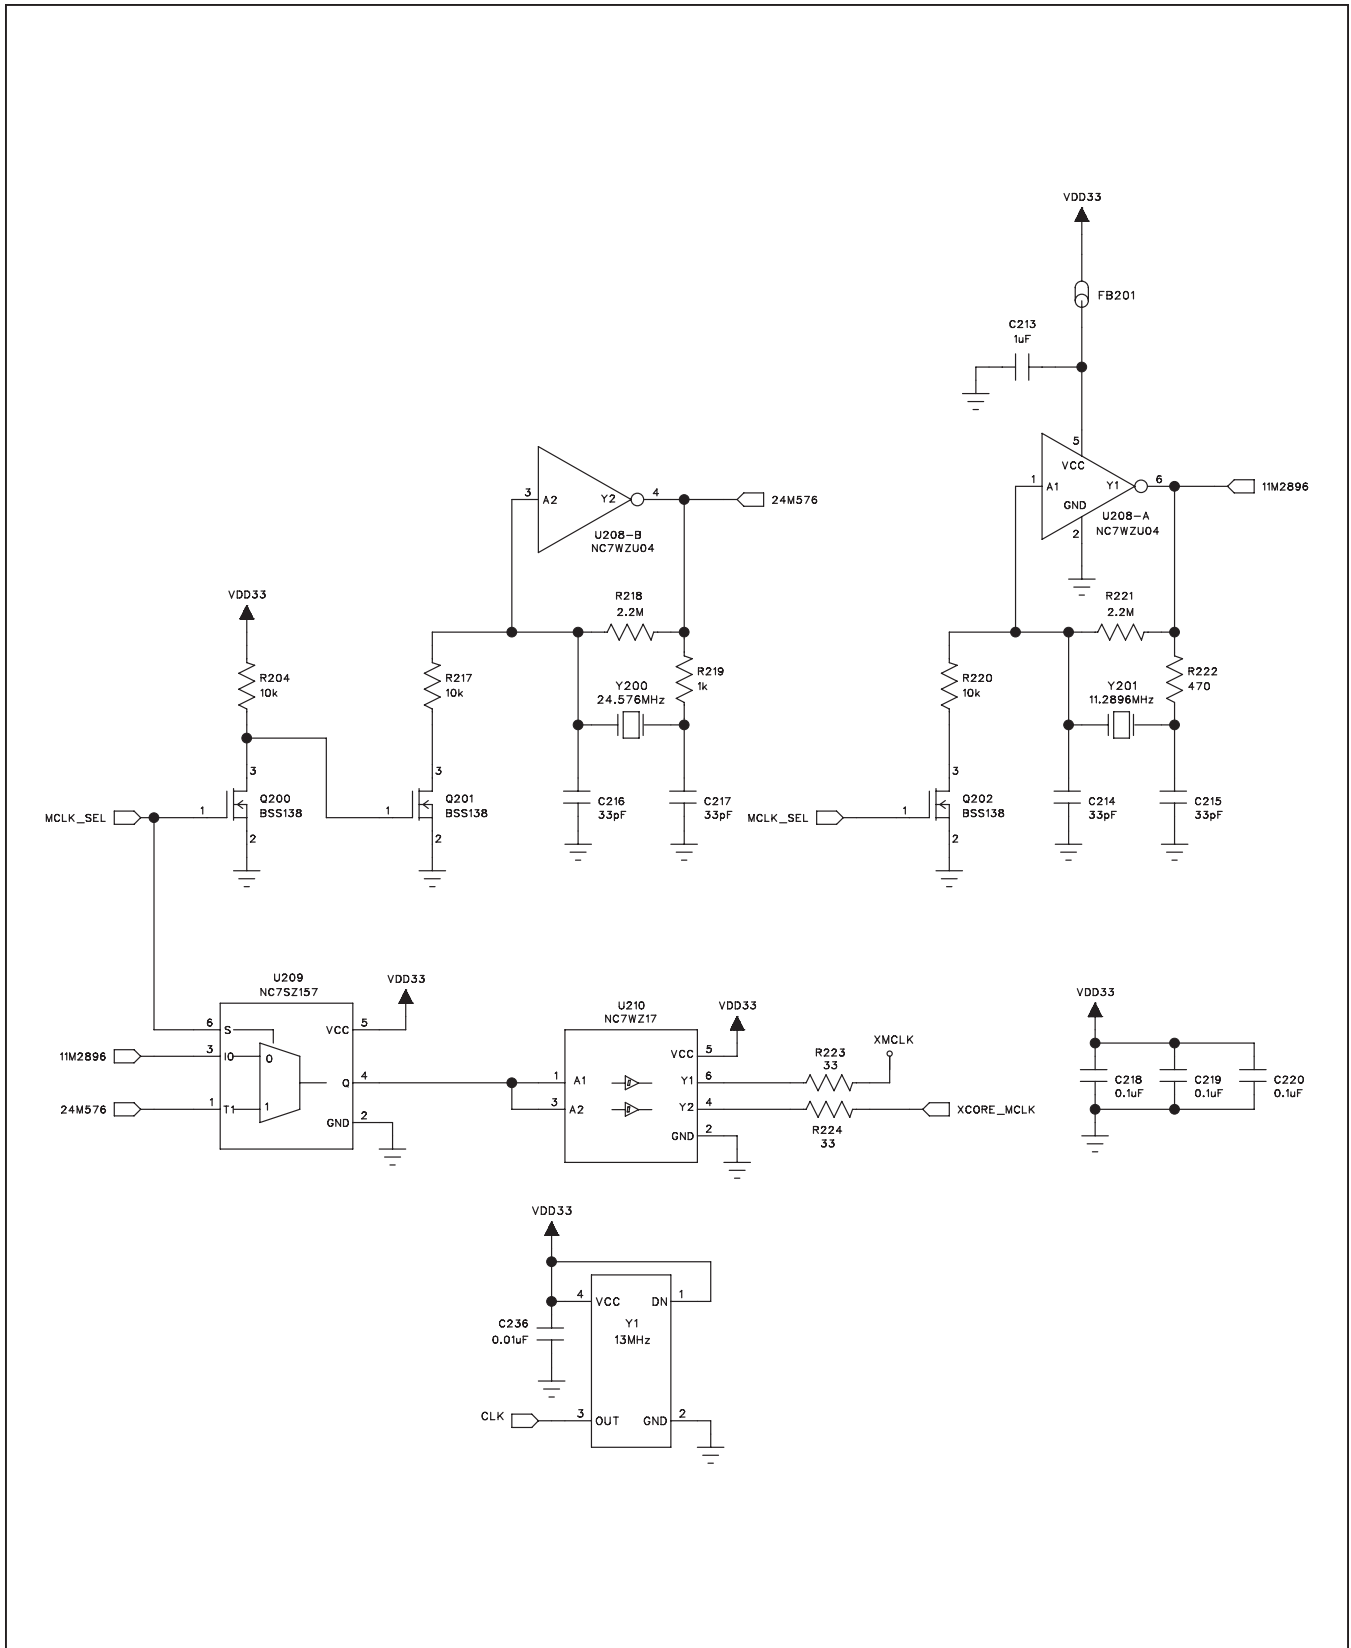 VDD33
FB201
C213
1uF
5
VCC
1
A1
Y1
6
11M2896
GND
U208-A
2
NC7WZU04
3
A2
Y2
4
24M576
U208-B
NC7WZU04
VDD33
R204
10k
R217
10k
R218
2.2M
R219
1k
Y200
24.576MHz
R220
10k
R221
2.2M
R222
470
Y201
11.2896MHz
3
MCLK_SEL
1
Q200
BSS138
2
3
1
Q201
BSS138
2
C216
33pF
C217
33pF
MCLK_SEL
3
1
Q202
BSS138
2
C214
33pF
C215
33pF
U209
NC7SZ157
VDD33
6
S
VCC
5
11M2896
3
I0
0
Q
4
24M576
1
T1
1
GND
2
U210
NC7WZ17
VDD33
VCC
5
1
A1
Y1
6
3
A2
Y2
4
GND
2
R223
33
XMCLK
R224
33
XCORE_MCLK
VDD33
C218
0.1uF
C219
0.1uF
C220
0.1uF
VDD33
4
VCC
DN
1
Y1
13MHz
C236
0.01uF
CLK
3
OUT
GND
2